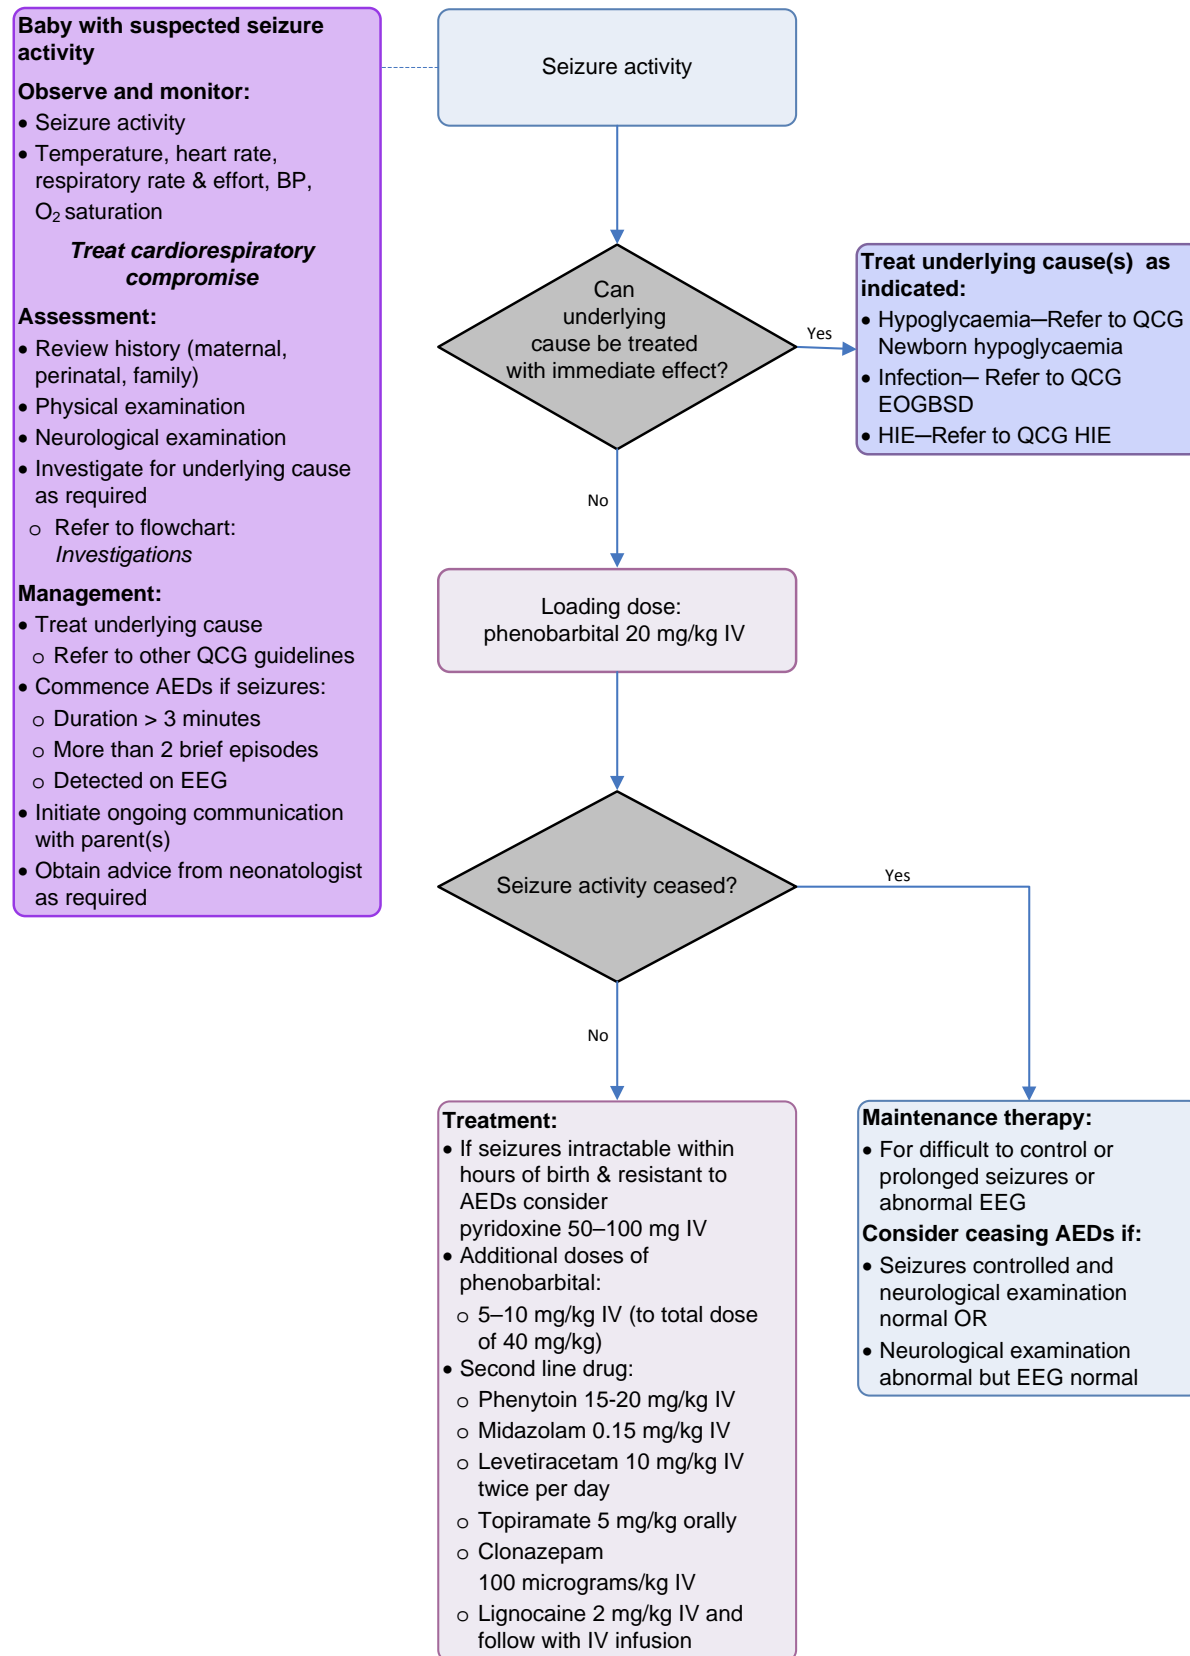 Baby with suspected seizure
activity
Observe and monitor:
• Seizure activity
• Temperature, heart rate,
respiratory rate & effort, BP,
O₂ saturation
Treat cardiorespiratory
compromise
Assessment:
• Review history (maternal,
perinatal, family)
• Physical examination
• Neurological examination
• Investigate for underlying cause
as required
o Refer to flowchart:
Investigations
Management:
• Treat underlying cause
o Refer to other QCG guidelines
• Commence AEDs if seizures:
o Duration > 3 minutes
o More than 2 brief episodes
o Detected on EEG
• Initiate ongoing communication
with parent(s)
• Obtain advice from neonatologist
as required
Seizure activity
Can
underlying
cause be treated
with immediate effect?
Yes
Treat underlying cause(s) as
indicated:
• Hypoglycaemia—Refer to QCG
Newborn hypoglycaemia
• Infection— Refer to QCG
EOGBSD
• HIE—Refer to QCG HIE
No
Loading dose:
phenobarbital 20 mg/kg IV
Seizure activity ceased?
Yes
No
Treatment:
• If seizures intractable within
hours of birth & resistant to
AEDs consider
pyridoxine 50–100 mg IV
• Additional doses of
phenobarbital:
o 5–10 mg/kg IV (to total dose
of 40 mg/kg)
• Second line drug:
o Phenytoin 15-20 mg/kg IV
o Midazolam 0.15 mg/kg IV
o Levetiracetam 10 mg/kg IV
twice per day
o Topiramate 5 mg/kg orally
o Clonazepam
100 micrograms/kg IV
o Lignocaine 2 mg/kg IV and
follow with IV infusion
Maintenance therapy:
• For difficult to control or
prolonged seizures or
abnormal EEG
Consider ceasing AEDs if:
• Seizures controlled and
neurological examination
normal OR
• Neurological examination
abnormal but EEG normal